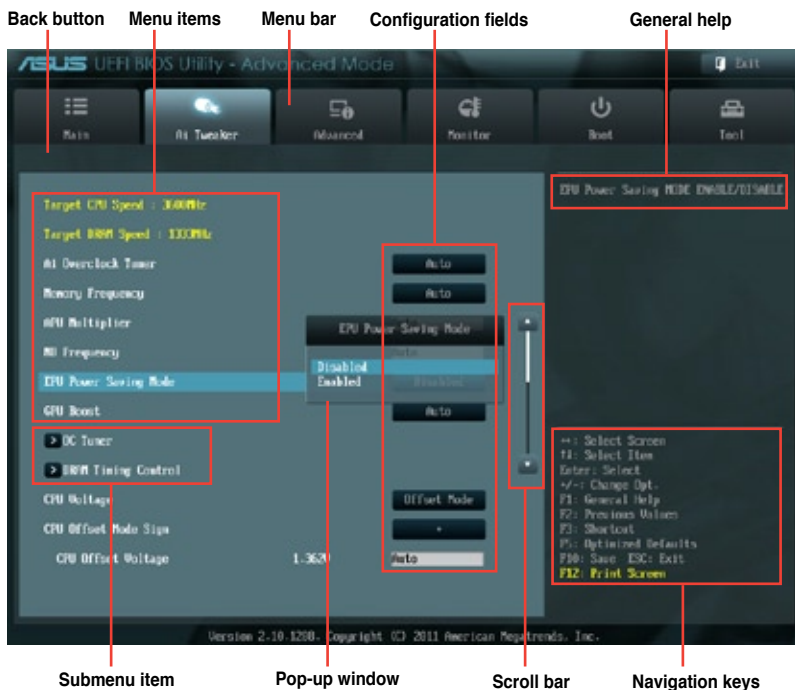 Back button Menu items Menu bar Configuration fields General help
ASUS UEFI BIOS Utility - Advanced Mode Exit
Main Ai Tweaker Advanced Monitor Boot Tool
EPU Power Saving MODE ENABLE/DISABLE
Target CPU Speed : 3600MHz
Target DRAM Speed : 1333MHz
Ai Overclock Tuner Auto
Memory Frequency Auto
APU Multiplier
EPU Power Saving Mode
NB Frequency Auto
Disabled
Enabled
EPU Power Saving Mode Disabled
GPU Boost Auto
> OC Tuner
> DRAM Timing Control
CPU Voltage Offset Mode
CPU Offset Mode Sign +
CPU Offset Voltage 1.362V Auto
→←: Select Screen
↑↓: Select Item
Enter: Select
+/-: Change Opt.
F1: General Help
F2: Previous Values
F3: Shortcut
F5: Optimized Defaults
F10: Save ESC: Exit
F12: Print Screen
Version 2.10.1208. Copyright (C) 2011 American Megatrends, Inc.
Submenu item Pop-up window Scroll bar Navigation keys